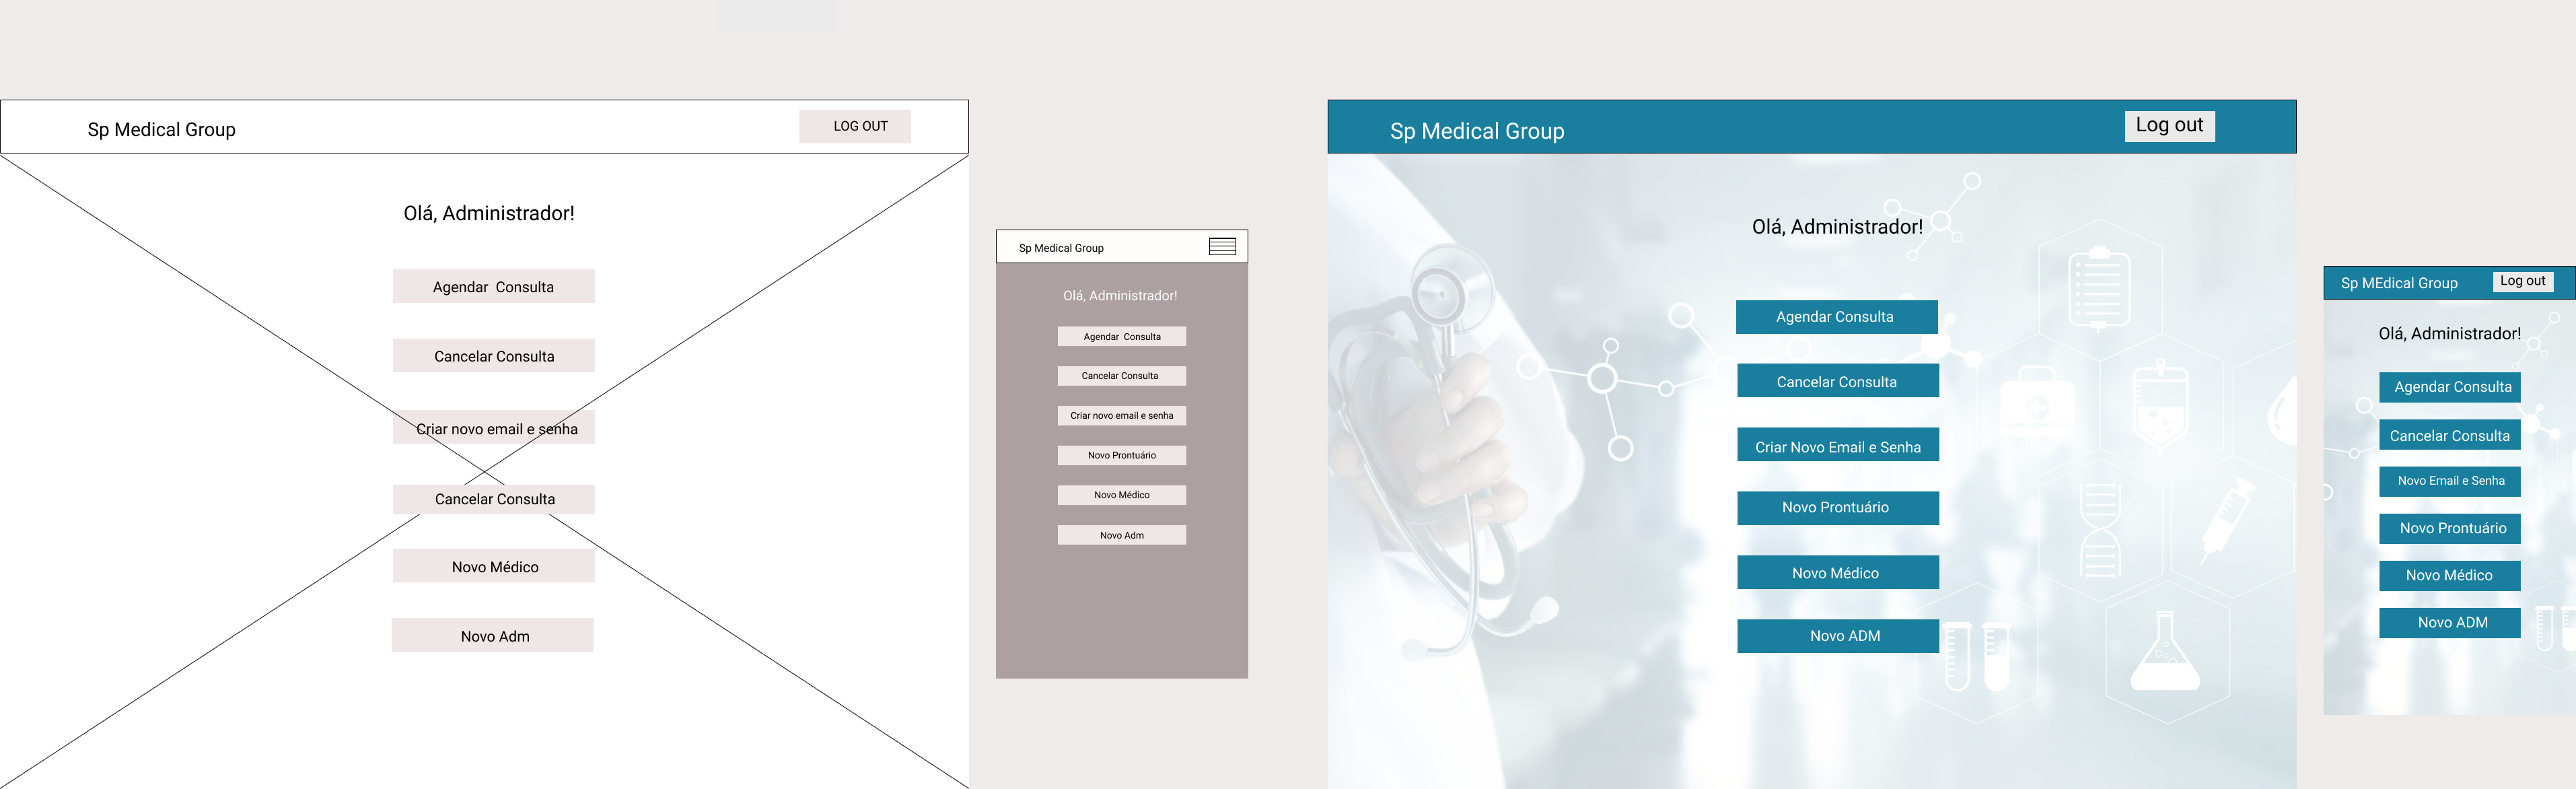 Sp Medical Group
LOG OUT
Olá, Administrador!
Agendar  Consulta
Cancelar Consulta
Criar novo email e senha
Cancelar Consulta
Novo Médico
Novo Adm
Sp Medical Group
Olá, Administrador!
Agendar  Consulta
Cancelar Consulta
Criar novo email e senha
Novo Prontuário
Novo Médico
Novo Adm
Sp Medical Group
Log out
Olá, Administrador!
Agendar Consulta
Cancelar Consulta
Criar Novo Email e Senha
Novo Prontuário
Novo Médico
Novo ADM
Sp MEdical Group
Log out
Olá, Administrador!
Agendar Consulta
Cancelar Consulta
Novo Email e Senha
Novo Prontuário
Novo Médico
Novo ADM